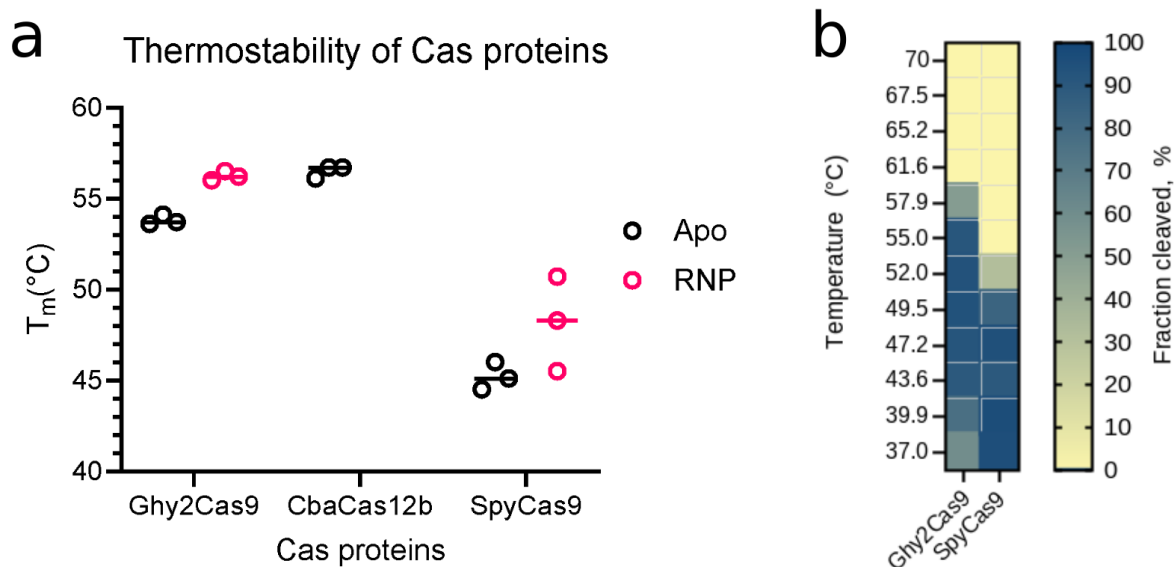 a
Thermostability of Cas proteins
60
55
50
45
40
Tm(°C)
Ghy2Cas9
CbaCas12b
SpyCas9
Cas proteins
Apo
RNP
b
70
67.5
65.2
61.6
57.9
55.0
52.0
49.5
47.2
43.6
39.9
37.0
Temperature (°C)
Ghy2Cas9
SpyCas9
100
90
80
70
60
50
40
30
20
10
0
Fraction cleaved, %